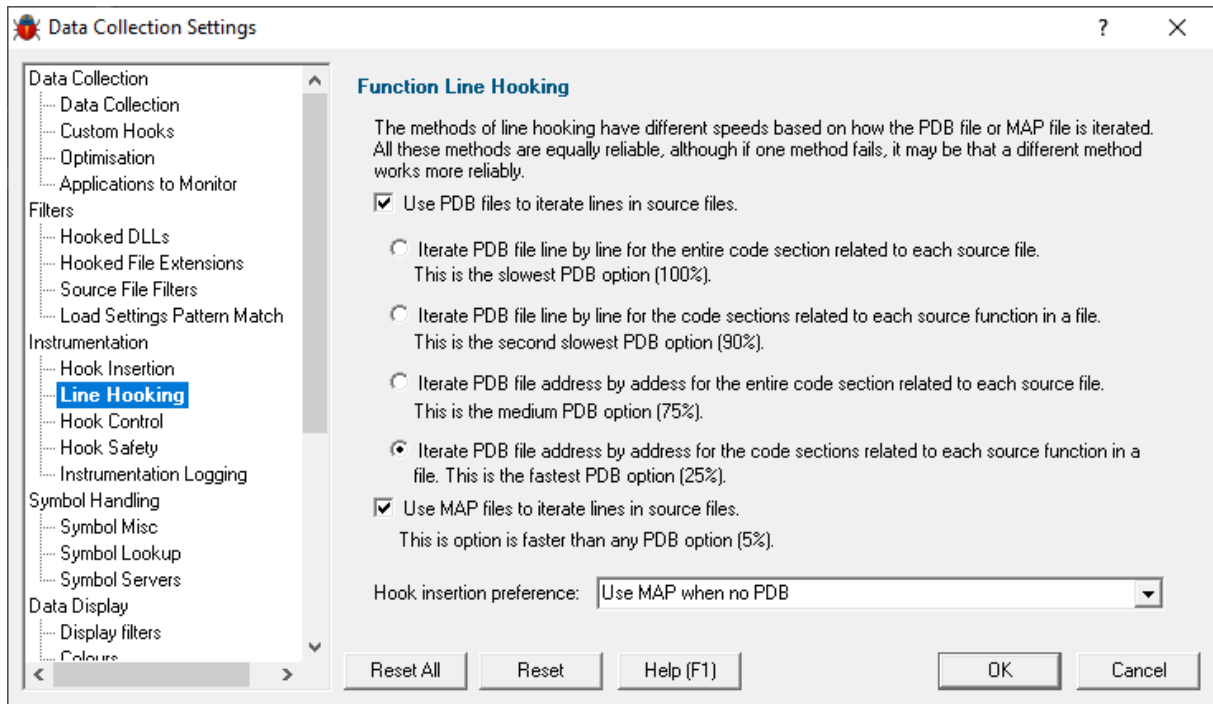 Data Collection Settings
?
Data Collection
Data Collection
Custom Hooks
Optimisation
Applications to Monitor
Filters
Hooked DLLs
Hooked File Extensions
Source File Filters
Load Settings Pattern Match
Instrumentation
Hook Insertion
Line Hooking
Hook Control
Hook Safety
Instrumentation Logging
Symbol Handling
Symbol Misc
Symbol Lookup
Symbol Servers
Data Display
Display filters
Colours
Function Line Hooking
The methods of line hooking have different speeds based on how the PDB file or MAP file is iterated.
All these methods are equally reliable, although if one method fails, it may be that a different method
works more reliably.
Use PDB files to iterate lines in source files.
Iterate PDB file line by line for the entire code section related to each source file.
This is the slowest PDB option (100%).
Iterate PDB file line by line for the code sections related to each source function in a file.
This is the second slowest PDB option (90%).
Iterate PDB file address by addess for the entire code section related to each source file.
This is the medium PDB option (75%).
Iterate PDB file address by address for the code sections related to each source function in a
file. This is the fastest PDB option (25%).
Use MAP files to iterate lines in source files.
This is option is faster than any PDB option (5%).
Hook insertion preference: Use MAP when no PDB
Reset All Reset Help (F1) OK Cancel